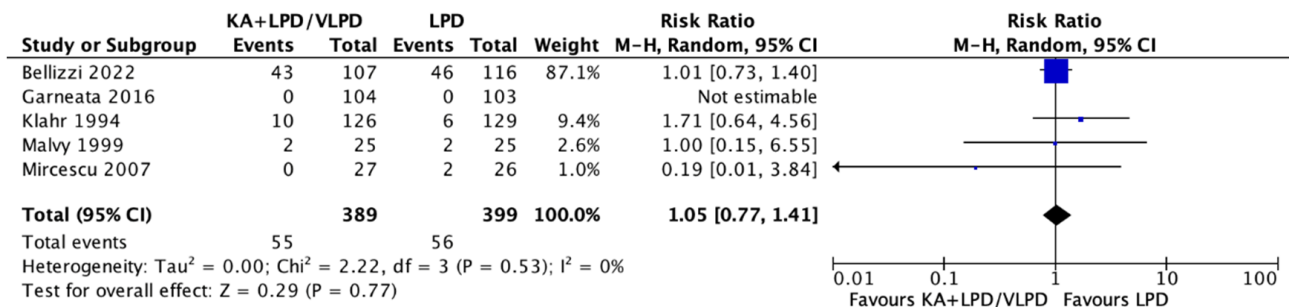 KA+LPD/VLPD LPD Risk Ratio Risk Ratio
Study or Subgroup Events Total Events Total Weight M-H, Random, 95% CI M-H, Random, 95% CI
Bellizzi 2022 43 107 46 116 87.1% 1.01 [0.73, 1.40]
Garneata 2016 0 104 0 103 Not estimable
Klahr 1994 10 126 6 129 9.4% 1.71 [0.64, 4.56]
Malvy 1999 2 25 2 25 2.6% 1.00 [0.15, 6.55]
Mircescu 2007 0 27 2 26 1.0% 0.19 [0.01, 3.84]
Total (95% CI) 389 399 100.0% 1.05 [0.77, 1.41]
Total events 55 56
Heterogeneity: Tau² = 0.00; Chi² = 2.22, df = 3 (P = 0.53); I² = 0%
Test for overall effect: Z = 0.29 (P = 0.77)
0.01 0.1 1 10 100
Favours KA+LPD/VLPD Favours LPD